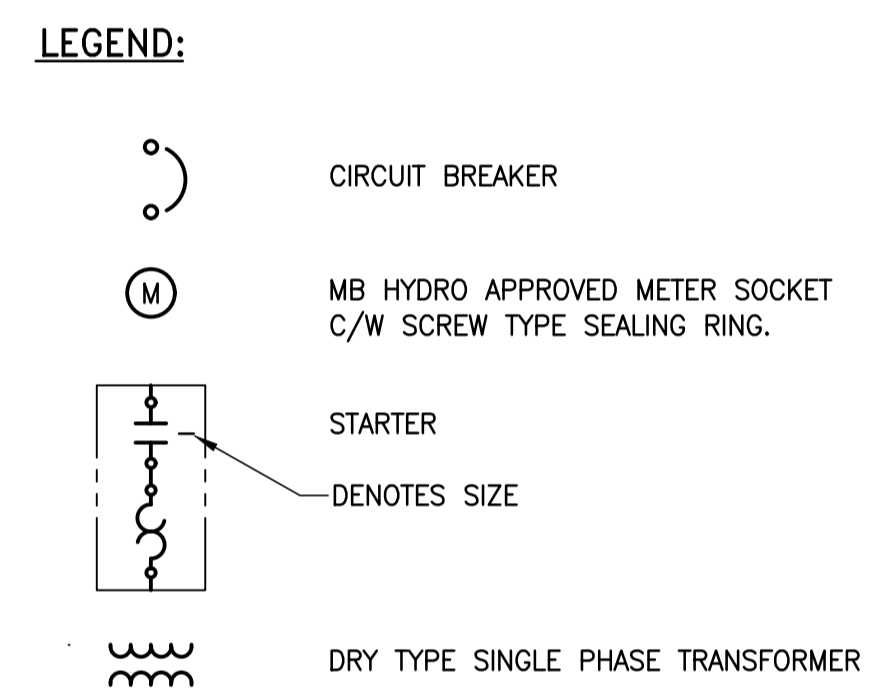 LEGEND:
CIRCUIT BREAKER
M
MB HYDRO APPROVED METER SOCKET
C/W SCREW TYPE SEALING RING.
STARTER
DENOTES SIZE
DRY TYPE SINGLE PHASE TRANSFORMER